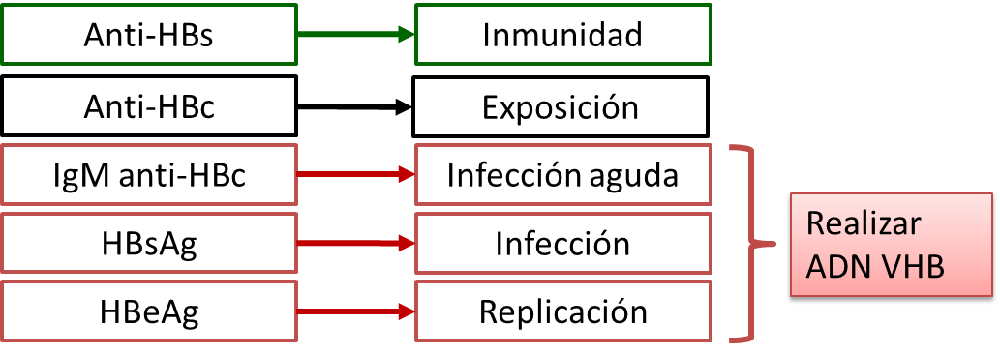 Anti-HBs
Inmunidad
Anti-HBc
Exposición
IgM anti-HBc
Infección aguda
HBsAg
Infección
HBeAg
Replicación
Realizar
ADN VHB